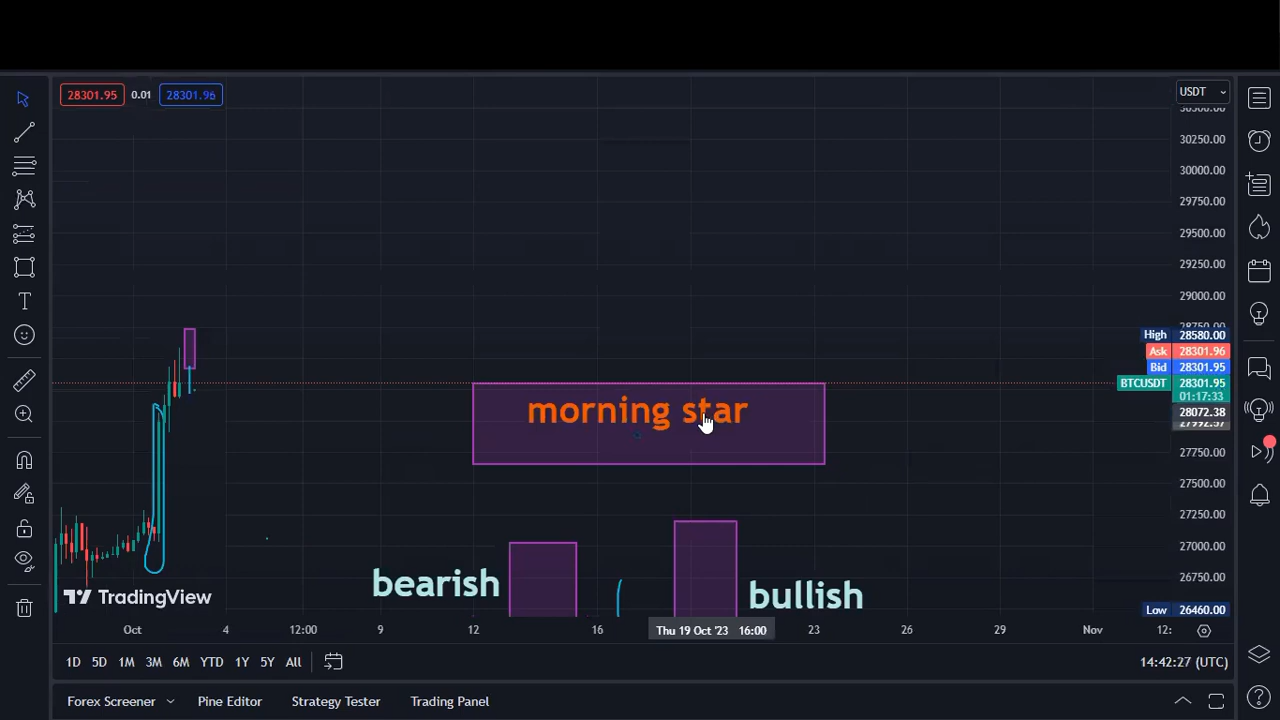 28301.95 0.01 28301.96
USDT
30250.00
30000.00
29750.00
29500.00
29250.00
29000.00
28750.00
High 28580.00
Ask 28301.96
Bid 28301.95
BTCUSDT 28301.95
01:17:33
28072.38
27750.00
27500.00
27250.00
27000.00
26750.00
Low 26460.00
morning star
bearish
bullish
TradingView
Oct 4 12:00 9 12 16 Thu 19 Oct '23 16:00 23 26 29 Nov 12:
1D 5D 1M 3M 6M YTD 1Y 5Y All
14:42:27 (UTC)
Forex Screener Pine Editor Strategy Tester Trading Panel